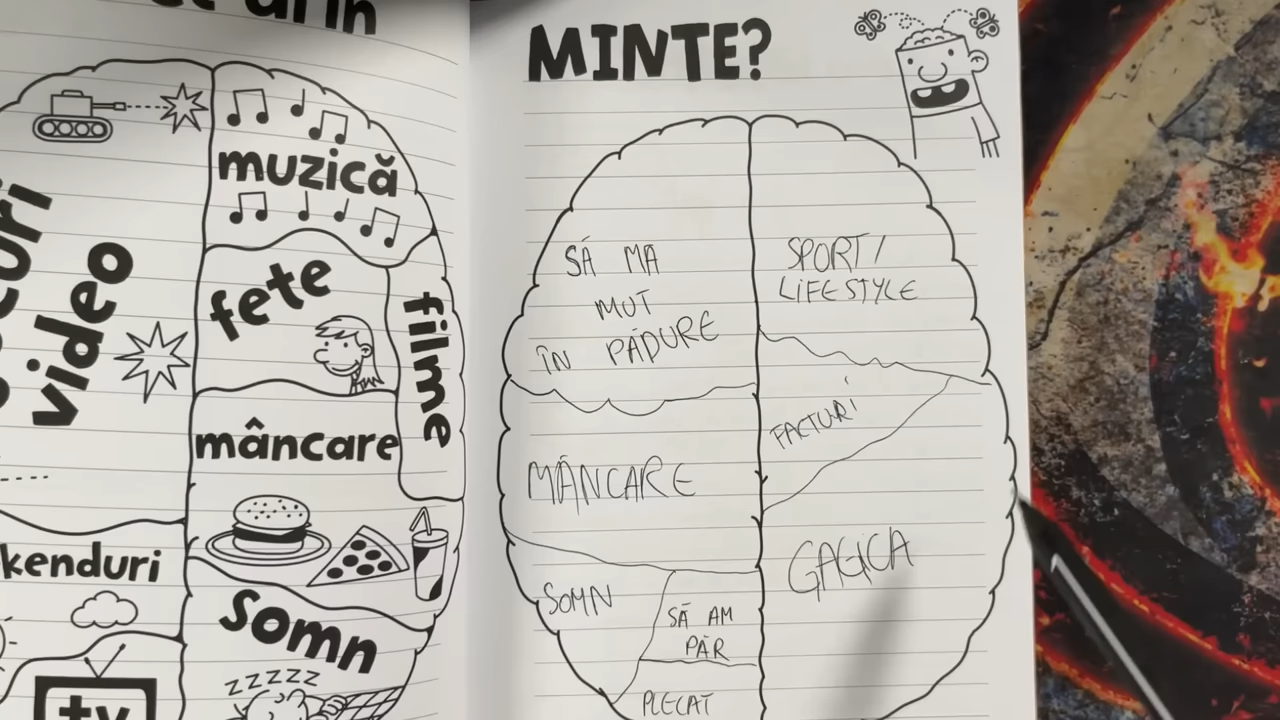 MINTE?
muzică
fete
filme
video
mâncare
kenduri
somn
ZZZZZ
tv
SĂ MA
MUT
ÎN PĂDURE
MÂNCARE
SOMN
SĂ AM
PĂR
PLECAT
SPORT /
LIFESTYLE
FACTURI
GAGICA